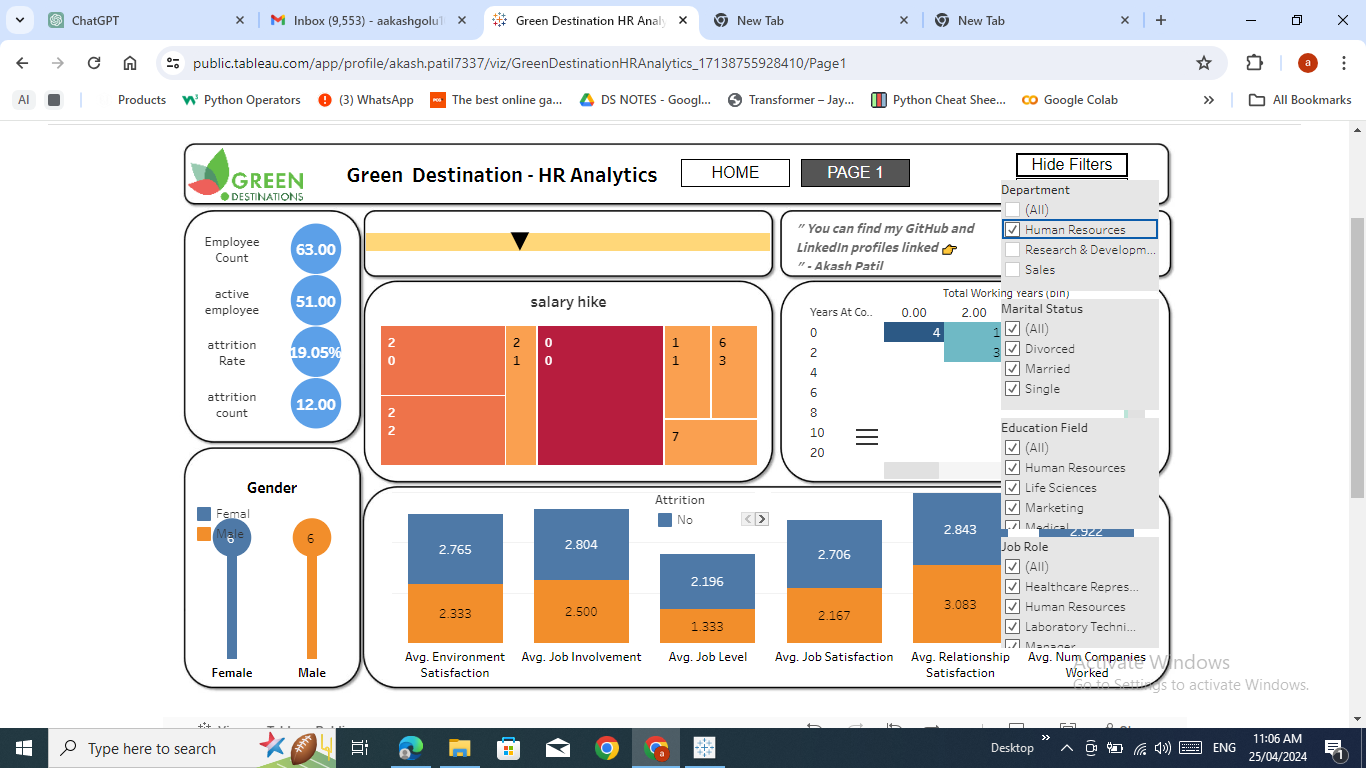 ChatGPT
Inbox (9,553) - aakashgolu1
Green Destination HR Analy
New Tab
New Tab
public.tableau.com/app/profile/akash.patil7337/viz/GreenDestinationHRAnalytics_17138755928410/Page1
a
AI
Products
Python Operators
(3) WhatsApp
The best online ga...
DS NOTES - Googl...
Transformer – Jay...
Python Cheat Shee...
Google Colab
All Bookmarks
GREEN
DESTINATIONS
Green Destination - HR Analytics
HOME
PAGE 1
Hide Filters
Employee
Count
63.00
active
employee
51.00
attrition
Rate
19.05%
attrition
count
12.00
" You can find my GitHub and
LinkedIn profiles linked 👉
" - Akash Patil
Department
(All)
Human Resources
Research & Developm...
Sales
Marital Status
(All)
Divorced
Married
Single
Education Field
(All)
Human Resources
Life Sciences
Marketing
Medical
Job Role
(All)
Healthcare Repres...
Human Resources
Laboratory Techni...
Manager
salary hike
2
0
2
2
2
1
0
0
1
1
6
3
7
Total Working Years (bin)
Years At Co..
0.00
2.00
0
4
1
2
3
4
6
8
10
20
Gender
Femal
Male
6
6
Female
Male
Attrition
No
2.765
2.333
2.804
2.500
2.196
1.333
2.706
2.167
2.843
3.083
2.922
Avg. Environment
Satisfaction
Avg. Job Involvement
Avg. Job Level
Avg. Job Satisfaction
Avg. Relationship
Satisfaction
Avg. Num Companies
Worked
Activate Windows
Go to Settings to activate Windows.
Type here to search
Desktop
ENG
11:06 AM
25/04/2024
1